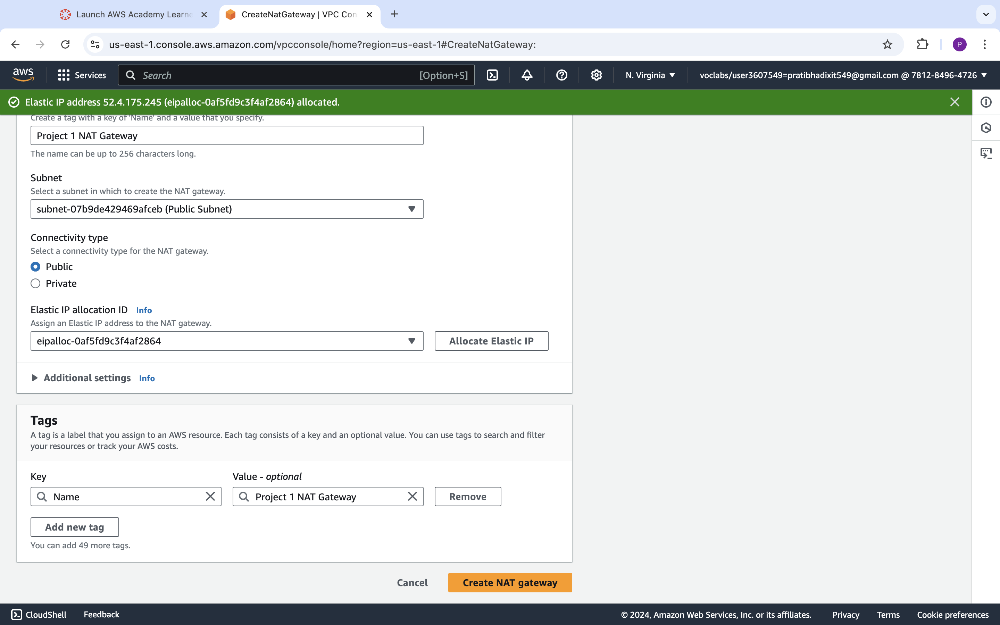 Launch AWS Academy Learne
CreateNatGateway | VPC Con
us-east-1.console.aws.amazon.com/vpcconsole/home?region=us-east-1#CreateNatGateway:
P
aws
Services
Search
[Option+S]
N. Virginia
voclabs/user3607549=pratibhadixit549@gmail.com @ 7812-8496-4726
Elastic IP address 52.4.175.245 (eipalloc-0af5fd9c3f4af2864) allocated.
Create a tag with a key of 'Name' and a value that you specify.
Project 1 NAT Gateway
The name can be up to 256 characters long.
Subnet
Select a subnet in which to create the NAT gateway.
subnet-07b9de429469afceb (Public Subnet)
Connectivity type
Select a connectivity type for the NAT gateway.
Public
Private
Elastic IP allocation ID Info
Assign an Elastic IP address to the NAT gateway.
eipalloc-0af5fd9c3f4af2864
Allocate Elastic IP
Additional settings Info
Tags
A tag is a label that you assign to an AWS resource. Each tag consists of a key and an optional value. You can use tags to search and filter
your resources or track your AWS costs.
Key
Value - optional
Name
Project 1 NAT Gateway
Remove
Add new tag
You can add 49 more tags.
Cancel
Create NAT gateway
CloudShell
Feedback
© 2024, Amazon Web Services, Inc. or its affiliates.
Privacy
Terms
Cookie preferences